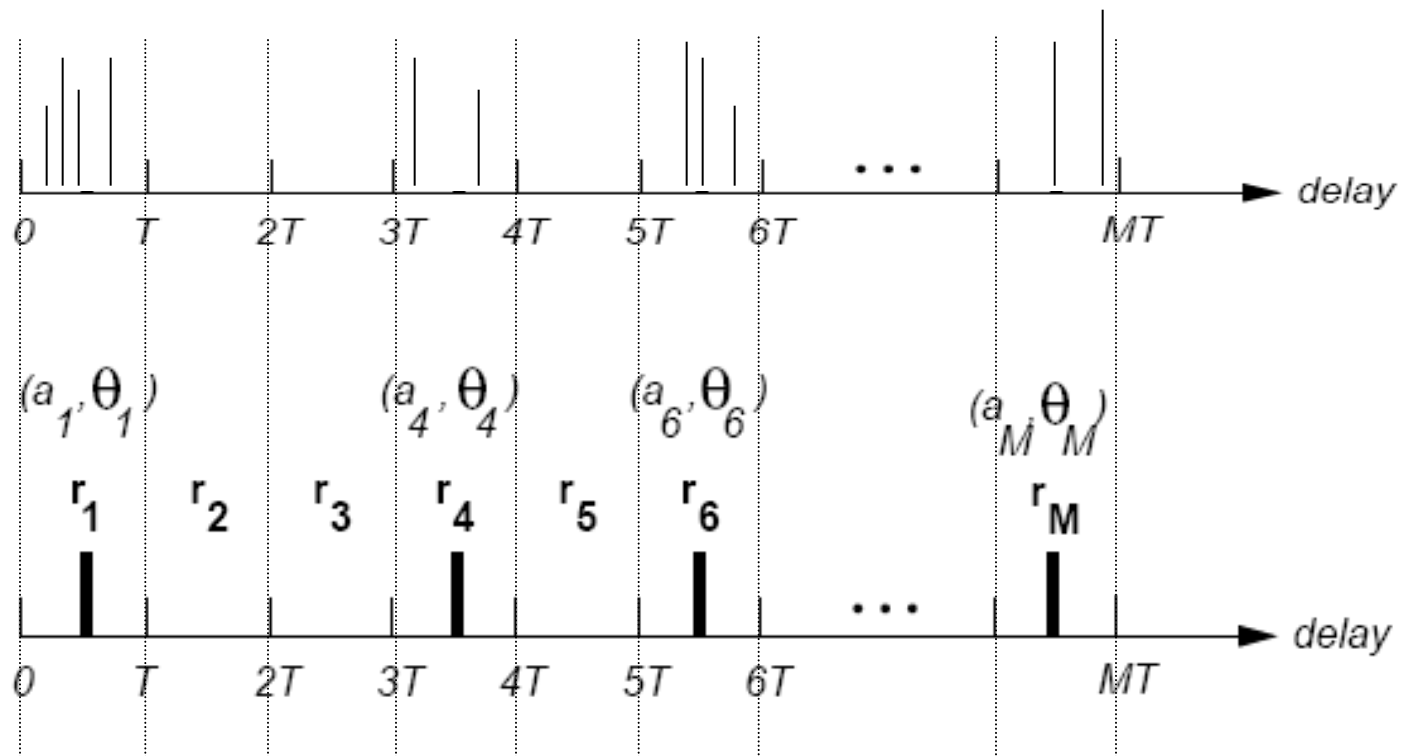 ... delay
0 T 2T 3T 4T 5T 6T MT
(a1,θ1) (a4,θ4) (a6,θ6) (aM,θM)
r1 r2 r3 r4 r5 r6 rM
... delay
0 T 2T 3T 4T 5T 6T MT